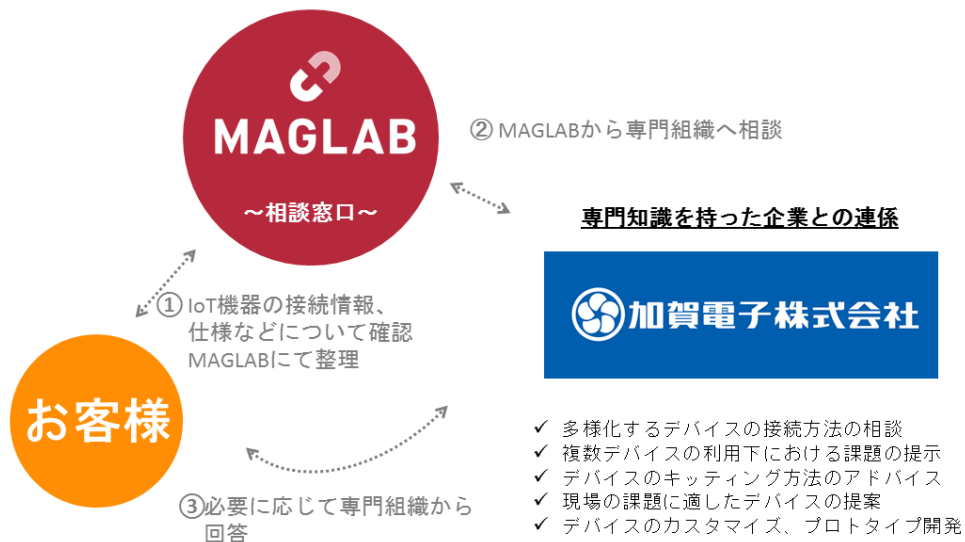 MAGLAB
～相談窓口～
② MAGLABから専門組織へ相談
専門知識を持った企業との連係
加賀電子株式会社
① IoT機器の接続情報、
仕様などについて確認
MAGLABにて整理
お客様
✓ 多様化するデバイスの接続方法の相談
✓ 複数デバイスの利用下における課題の提示
✓ デバイスのキッティング方法のアドバイス
✓ 現場の課題に適したデバイスの提案
✓ デバイスのカスタマイズ、プロトタイプ開発
③必要に応じて専門組織から
回答